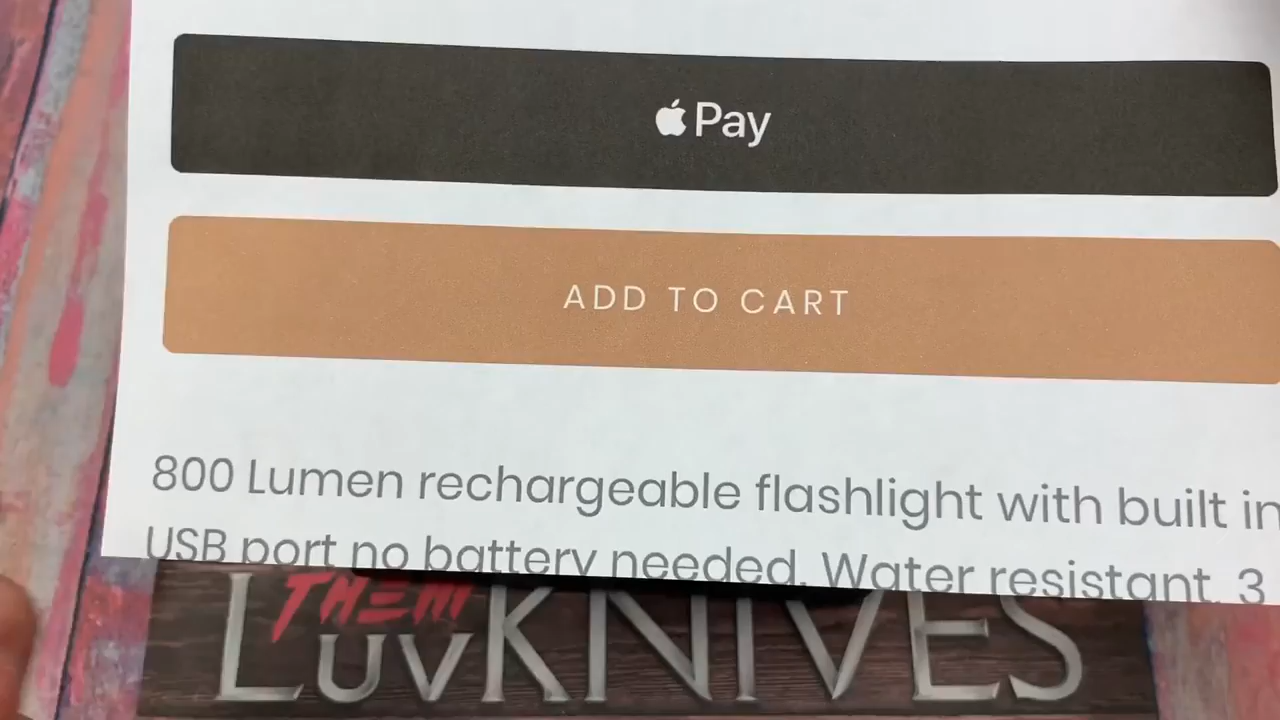 Pay
ADD TO CART
800 Lumen rechargeable flashlight with built in
USB port no battery needed. Water resistant. 3
THEM
LUVKNIVES